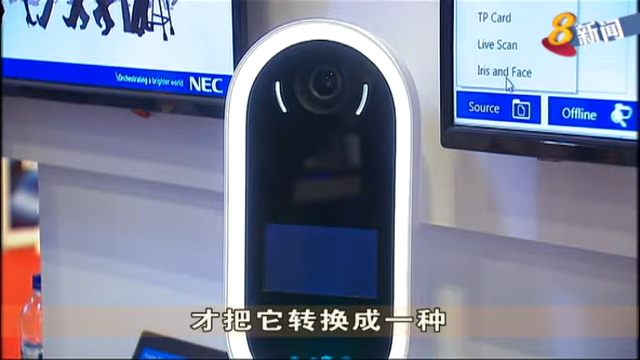 \Orchestrating a brighter world
NEC
TP Card
Live Scan
Iris and Face
Source
Offline
8新闻
才把它转换成一种